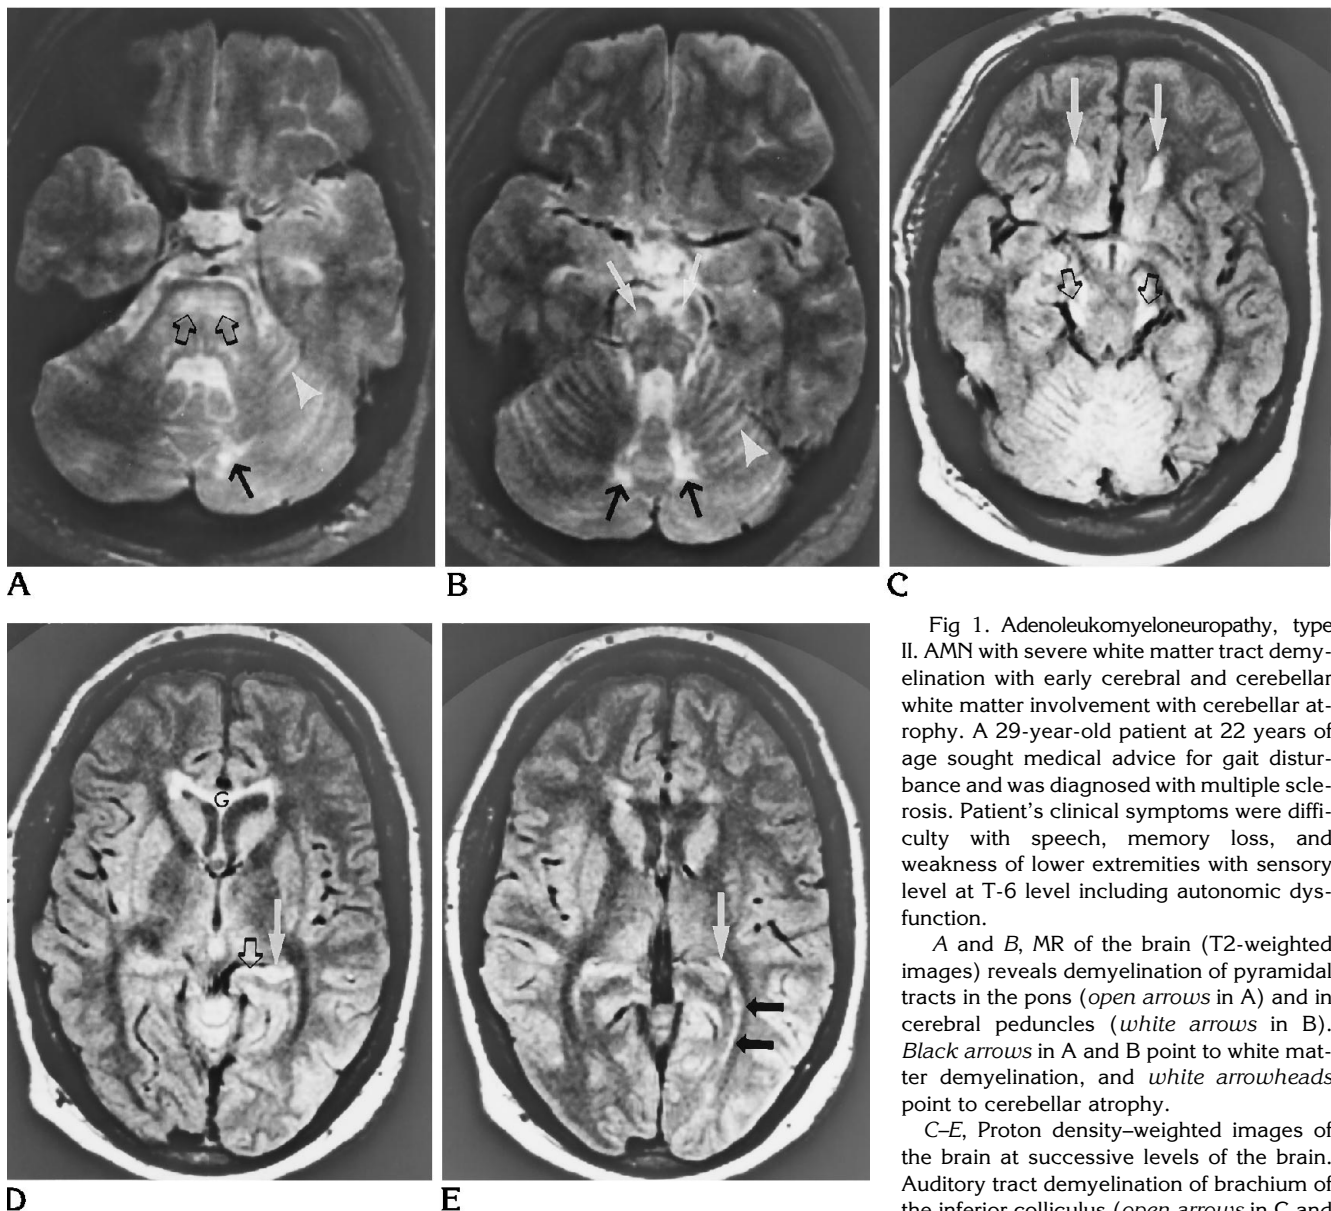 A
B
C
G
D
E
Fig 1. Adenoleukomyeloneuropathy, type
II. AMN with severe white matter tract demy-
elination with early cerebral and cerebellar
white matter involvement with cerebellar at-
rophy. A 29-year-old patient at 22 years of
age sought medical advice for gait distur-
bance and was diagnosed with multiple scle-
rosis. Patient's clinical symptoms were diffi-
culty with speech, memory loss, and
weakness of lower extremities with sensory
level at T-6 level including autonomic dys-
function.
A and B, MR of the brain (T2-weighted
images) reveals demyelination of pyramidal
tracts in the pons (open arrows in A) and in
cerebral peduncles (white arrows in B).
Black arrows in A and B point to white mat-
ter demyelination, and white arrowheads
point to cerebellar atrophy.
C–E, Proton density–weighted images of
the brain at successive levels of the brain.
Auditory tract demyelination of brachium of
the inferior colliculus (open arrows in C and